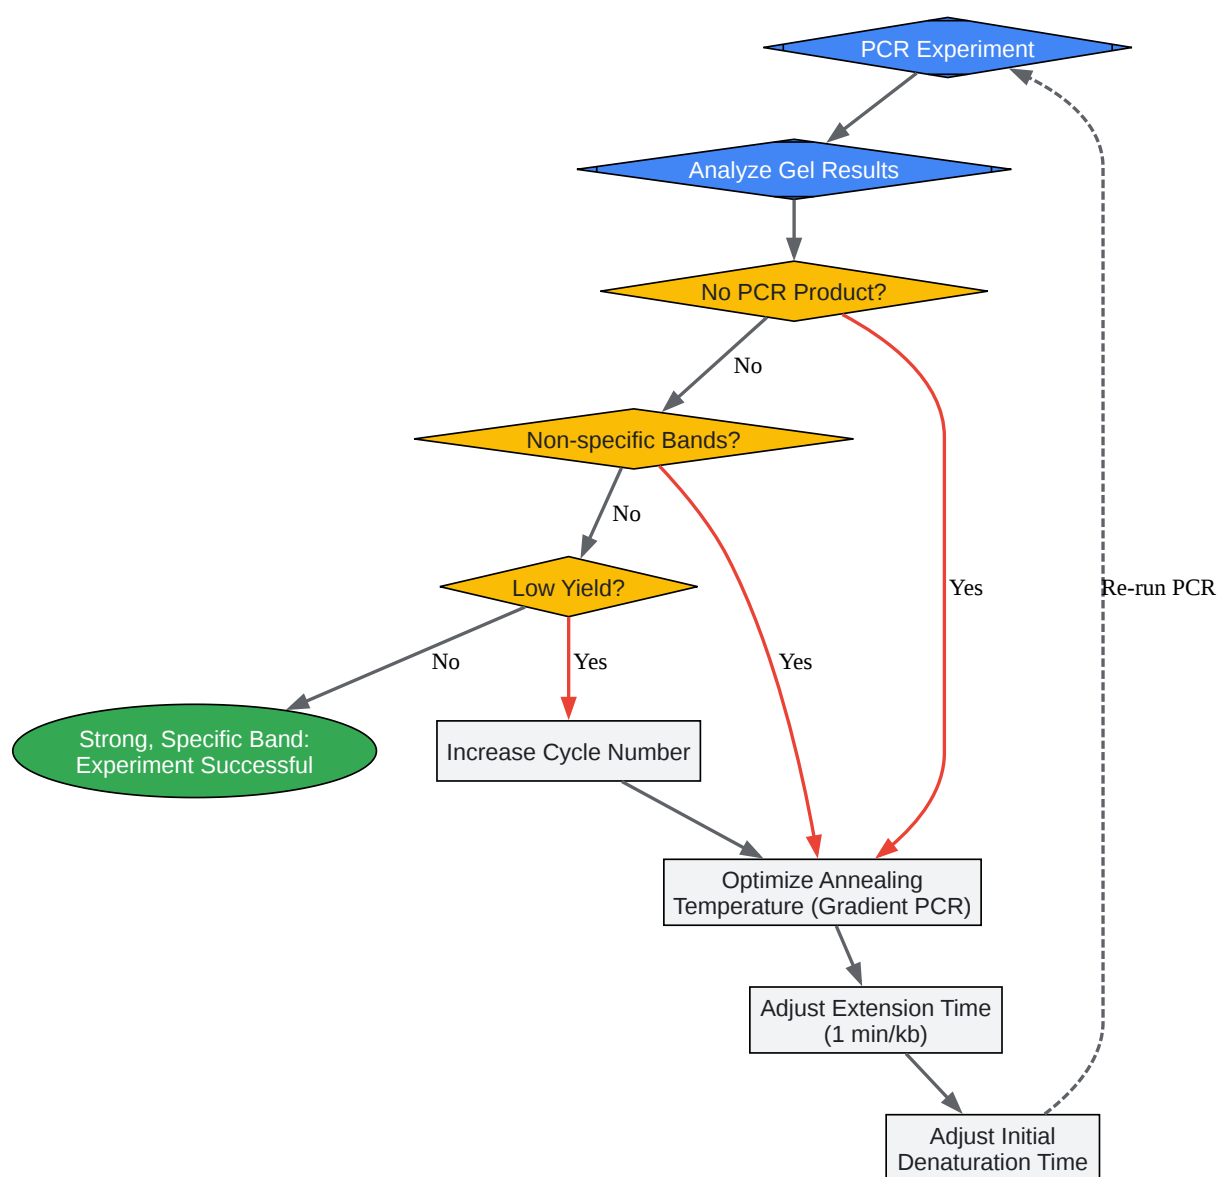 PCR Experiment
Analyze Gel Results
No PCR Product?
No
Non-specific Bands?
No
Low Yield?
Yes
Re-run PCR
No
Yes
Yes
Strong, Specific Band:
Experiment Successful
Increase Cycle Number
Optimize Annealing
Temperature (Gradient PCR)
Adjust Extension Time
(1 min/kb)
Adjust Initial
Denaturation Time